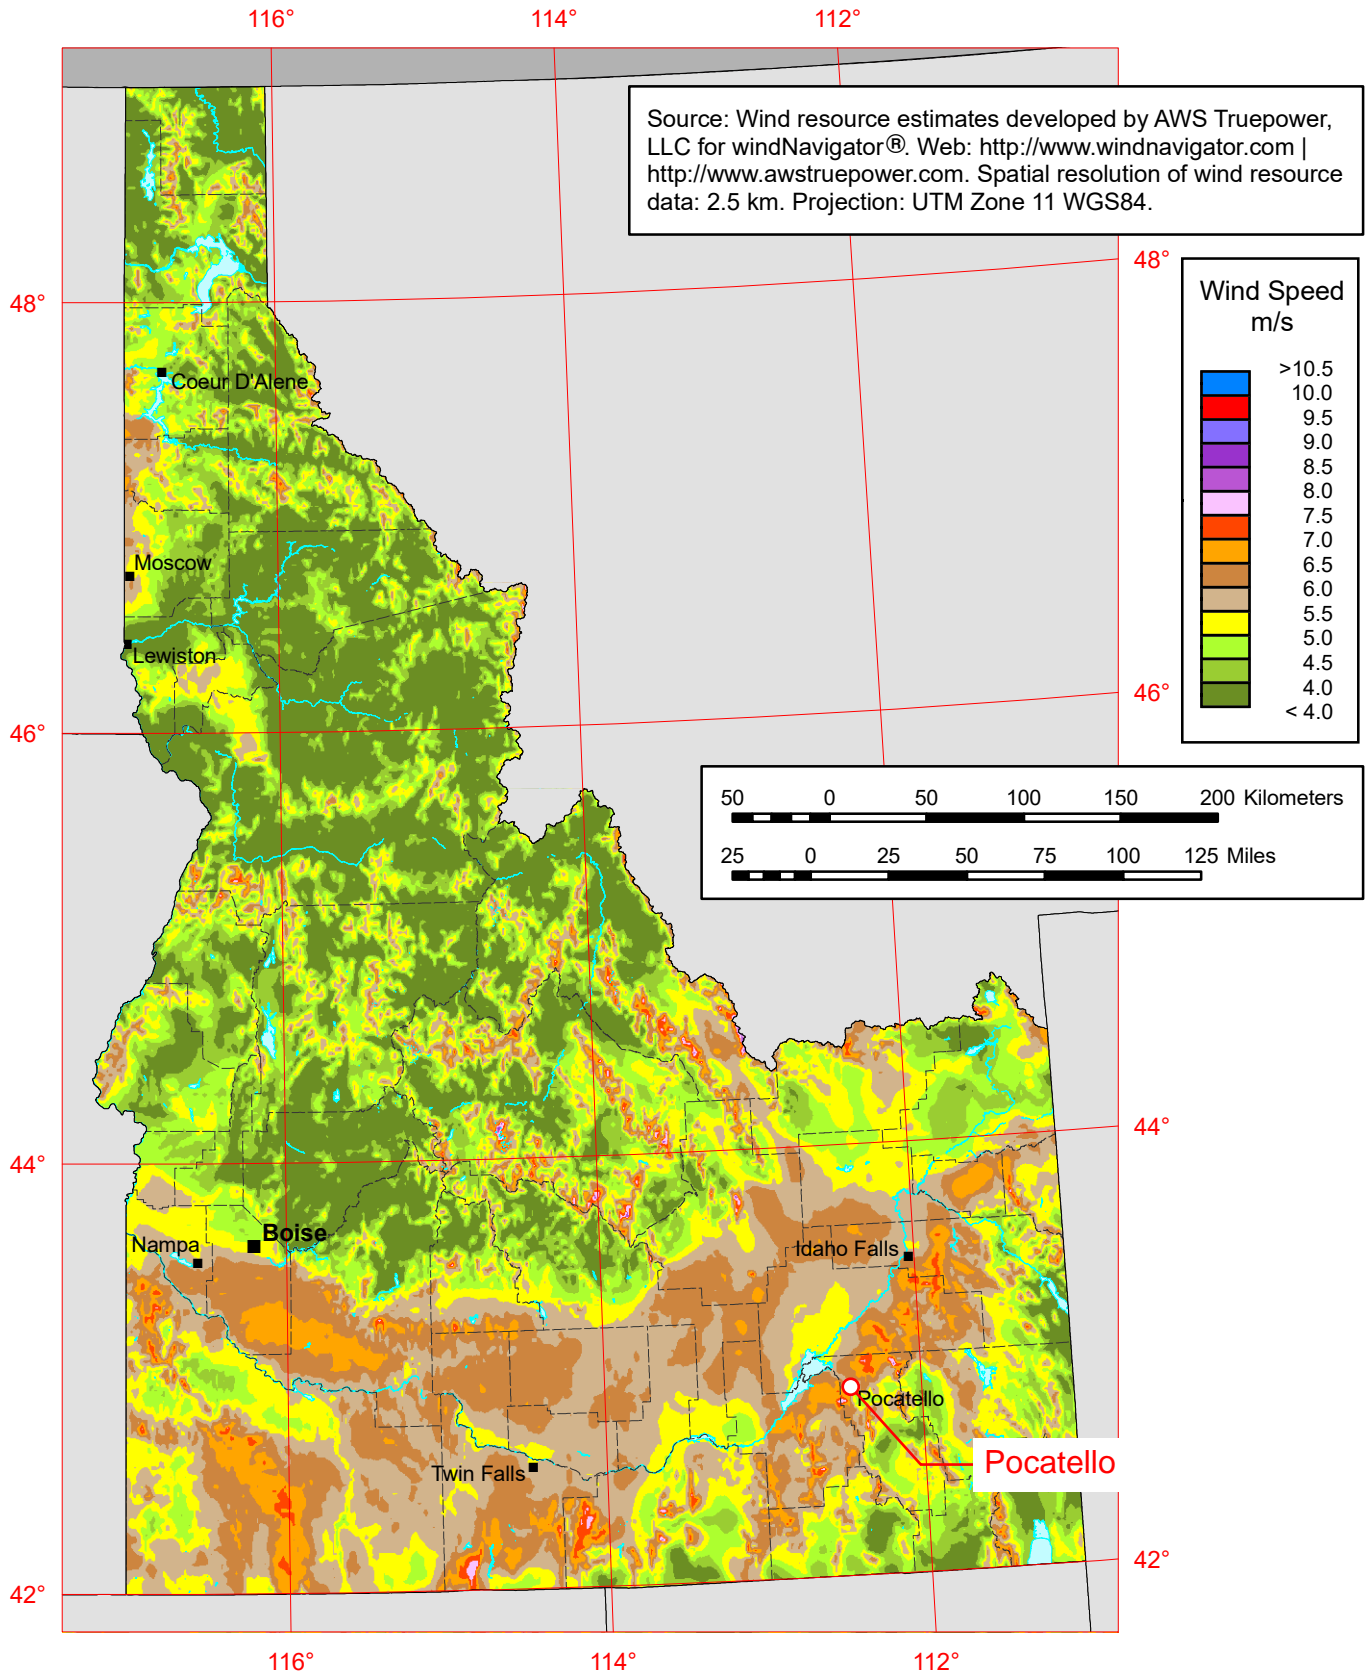 116°
114°
112°
Source: Wind resource estimates developed by AWS Truepower,
LLC for windNavigator®. Web: http://www.windnavigator.com |
http://www.awstruepower.com. Spatial resolution of wind resource
data: 2.5 km. Projection: UTM Zone 11 WGS84.
48°
48°
Wind Speed
m/s
>10.5
10.0
9.5
9.0
8.5
8.0
7.5
7.0
6.5
6.0
5.5
5.0
4.5
4.0
< 4.0
Coeur D'Alene
Moscow
Lewiston
46°
46°
50 0 50 100 150 200 Kilometers
25 0 25 50 75 100 125 Miles
44°
44°
Boise
Nampa
Idaho Falls
Pocatello
Pocatello
Twin Falls
42°
42°
116°
114°
112°